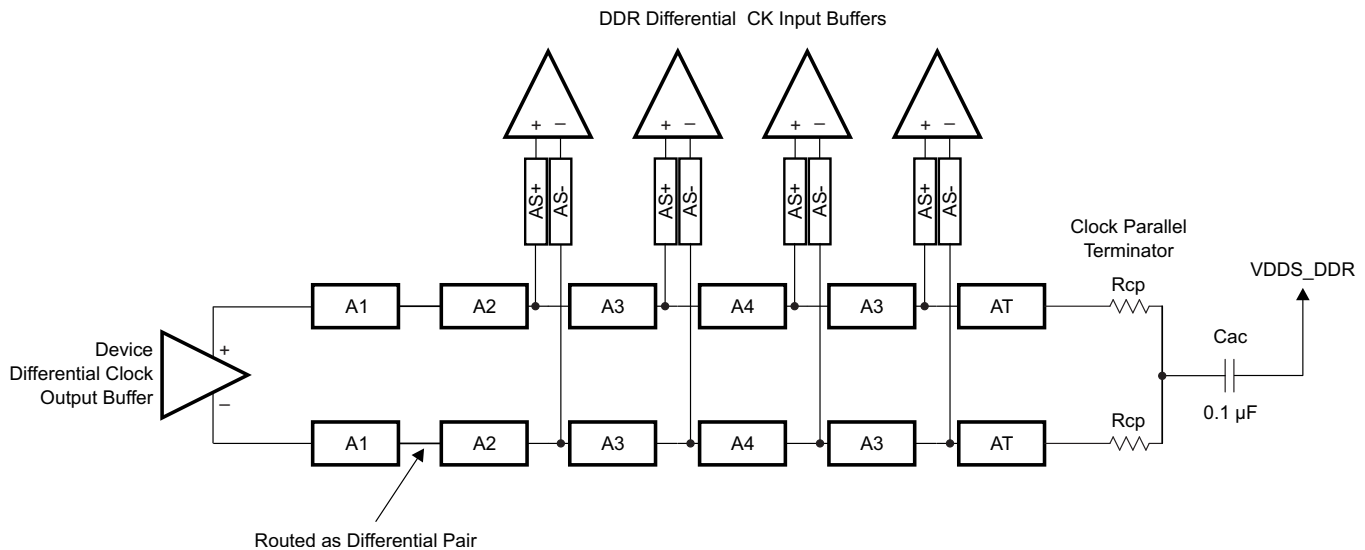 DDR Differential CK Input Buffers
+ – + – + – + –
AS+ AS- AS+ AS- AS+ AS- AS+ AS-
Clock Parallel
Terminator
VDDS_DDR
A1 A2 A3 A4 A3 AT
Rcp
Device
Differential Clock
Output Buffer
+
–
Cac
0.1 µF
A1 A2 A3 A4 A3 AT
Rcp
Routed as Differential Pair